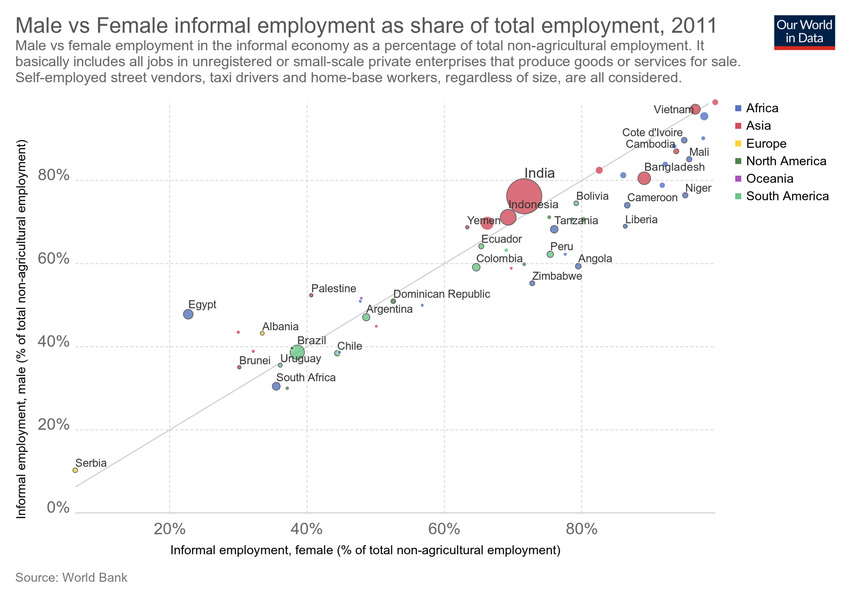 Male vs Female informal employment as share of total employment, 2011
Our World
in Data
Male vs female employment in the informal economy as a percentage of total non-agricultural employment. It
basically includes all jobs in unregistered or small-scale private enterprises that produce goods or services for sale.
Self-employed street vendors, taxi drivers and home-base workers, regardless of size, are all considered.
Informal employment, male (% of total non-agricultural employment)
80%
60%
40%
20%
0%
Vietnam
Cote d'Ivoire
Cambodia
Mali
Bangladesh
India
Niger
Bolivia
Cameroon
Indonesia
Yemen
Tanzania
Liberia
Ecuador
Peru
Colombia
Angola
Zimbabwe
Palestine
Dominican Republic
Egypt
Argentina
Albania
Brazil
Chile
Brunei
Uruguay
South Africa
Serbia
20%
40%
60%
80%
Informal employment, female (% of total non-agricultural employment)
Africa
Asia
Europe
North America
Oceania
South America
Source: World Bank